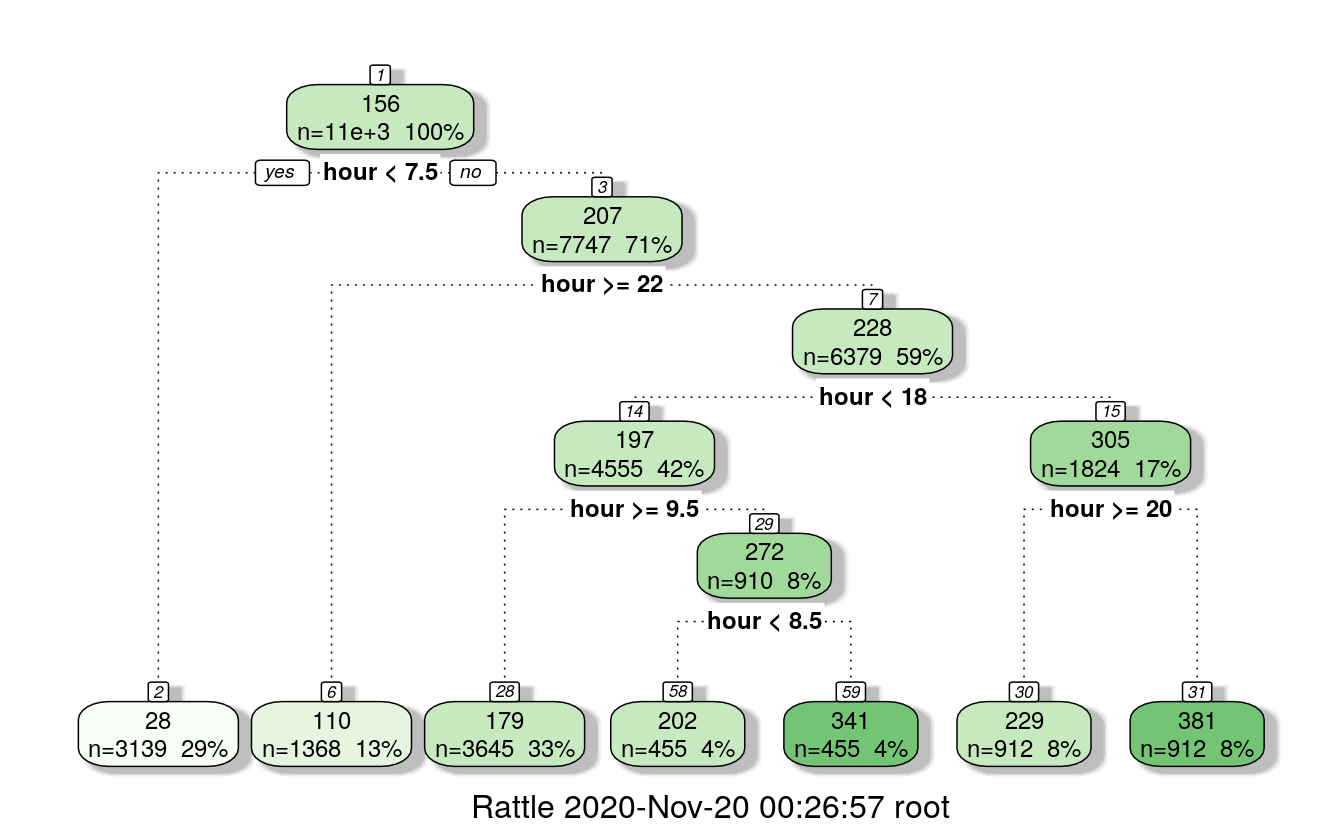 1
156
n=11e+3 100%
yes hour < 7.5 no
3
207
n=7747 71%
hour >= 22
7
228
n=6379 59%
hour < 18
14
197
n=4555 42%
15
305
n=1824 17%
hour >= 9.5
hour >= 20
29
272
n=910 8%
hour < 8.5
2
28
n=3139 29%
6
110
n=1368 13%
28
179
n=3645 33%
58
202
n=455 4%
59
341
n=455 4%
30
229
n=912 8%
31
381
n=912 8%
Rattle 2020-Nov-20 00:26:57 root